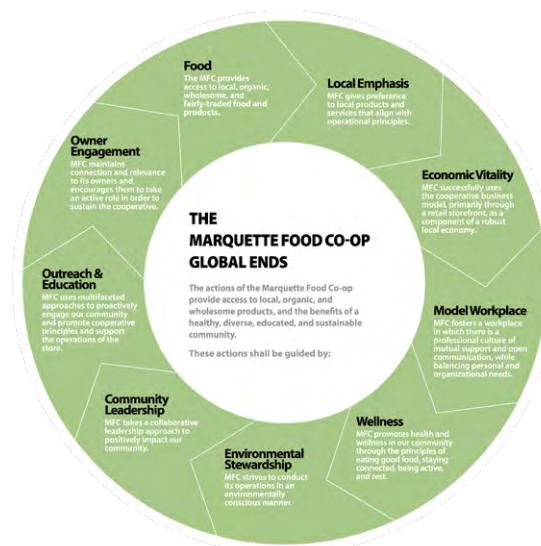 Food
The MFC provides
access to local, organic,
wholesome, and
fairly-traded food and
products.
Local Emphasis
MFC gives preference
to local products and
services that align with
operational principles.
Economic Vitality
MFC successfully uses
the cooperative business
model, primarily through
a retail storefront, as a
component of a robust
local economy.
Model Workplace
MFC fosters a workplace
in which there is a
professional culture of
mutual support and open
communication, while
balancing personal and
organizational needs.
Wellness
MFC promotes health and
wellness in our community
through the principles of
eating good food, staying
connected, being active,
and rest.
Environmental
Stewardship
MFC strives to conduct
its operations in an
environmentally
conscious manner.
Community
Leadership
MFC takes a collaborative
leadership approach to
positively impact our
community.
Outreach &
Education
MFC uses multifaceted
approaches to proactively
engage our community
and promote cooperative
principles and support
the operations of the
store.
Owner
Engagement
MFC maintains
connection and relevance
to its owners and
encourages them to take
an active role in order to
sustain the cooperative.
THE
MARQUETTE FOOD CO-OP
GLOBAL ENDS
The actions of the Marquette Food Co-op
provide access to local, organic, and
wholesome products, and the benefits of a
healthy, diverse, educated, and sustainable
community.
These actions shall be guided by: